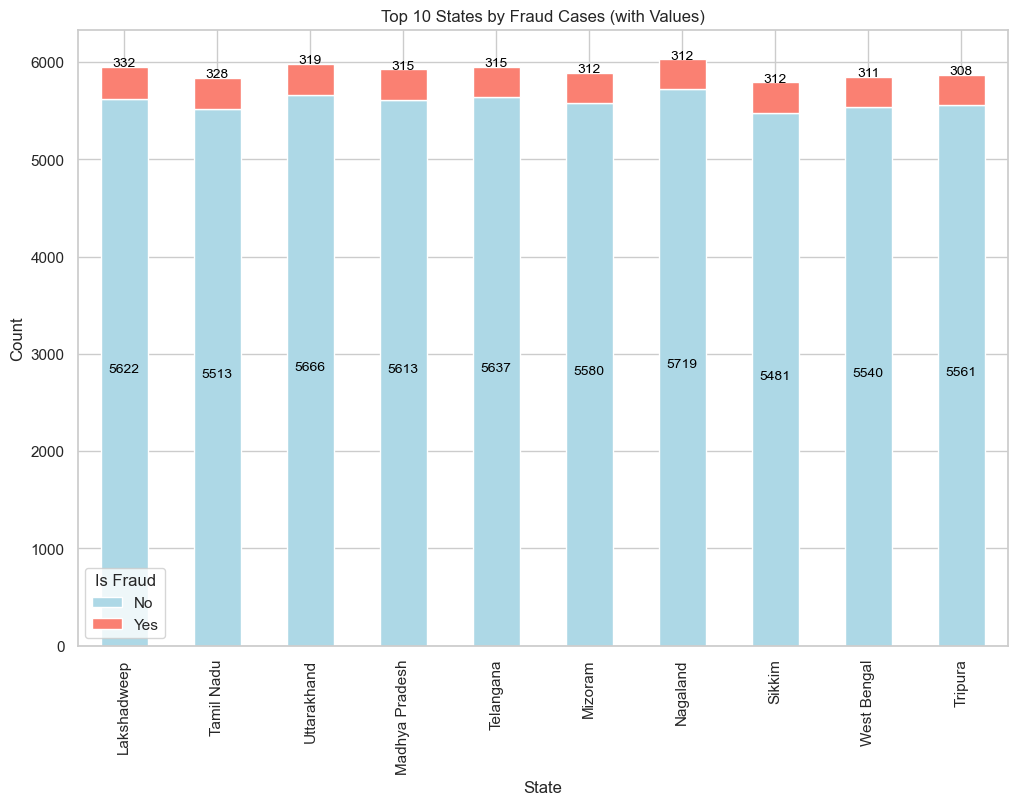 Top 10 States by Fraud Cases (with Values)
Count
6000
5000
4000
3000
2000
1000
0
332
328
319
315
315
312
312
312
311
308
5622
5513
5666
5613
5637
5580
5719
5481
5540
5561
Is Fraud
No
Yes
Lakshadweep
Tamil Nadu
Uttarakhand
Madhya Pradesh
Telangana
Mizoram
Nagaland
Sikkim
West Bengal
Tripura
State